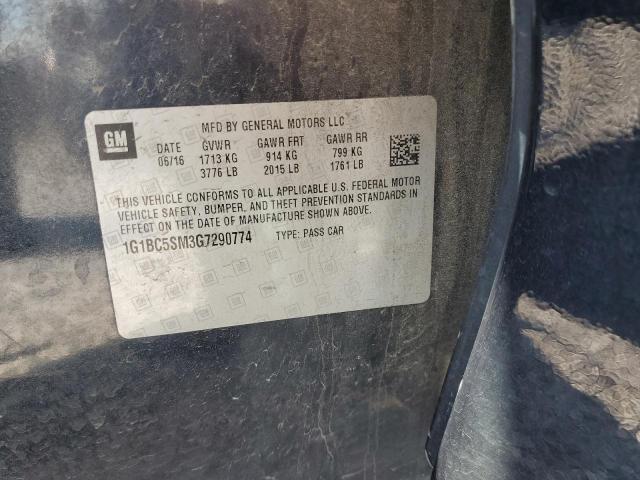 GM
MFD BY GENERAL MOTORS LLC
DATE GVWR GAWR FRT GAWR RR
06/16 1713 KG 914 KG 799 KG
3776 LB 2015 LB 1761 LB
THIS VEHICLE CONFORMS TO ALL APPLICABLE U.S. FEDERAL MOTOR
VEHICLE SAFETY, BUMPER, AND THEFT PREVENTION STANDARDS IN
EFFECT ON THE DATE OF MANUFACTURE SHOWN ABOVE.
1G1BC5SM3G7290774 TYPE: PASS CAR